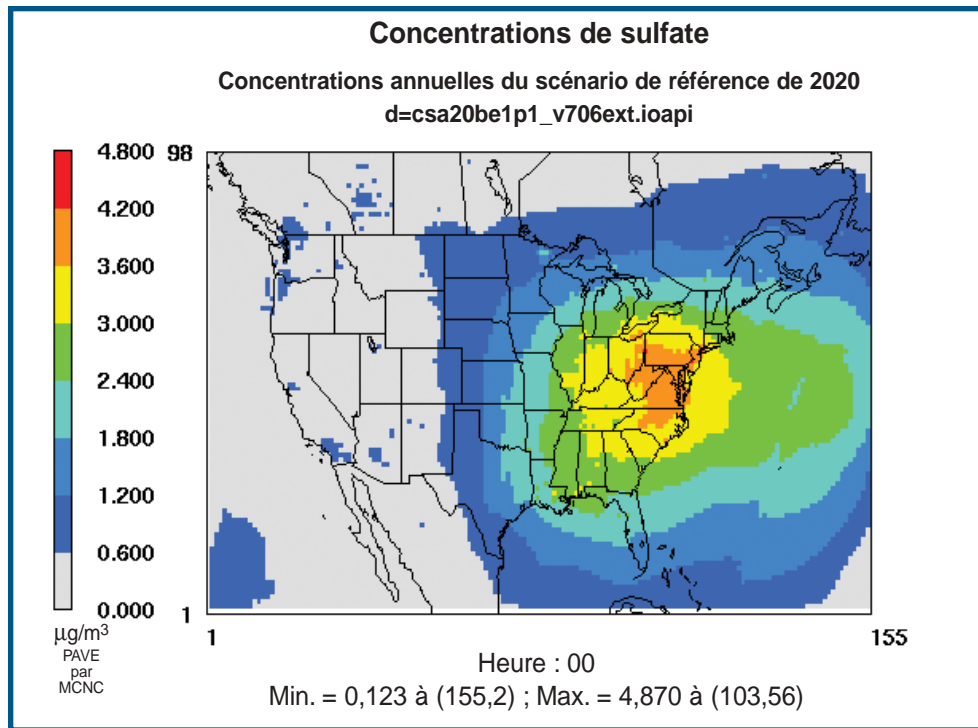 Concentrations de sulfate
Concentrations annuelles du scénario de référence de 2020
d=csa20be1p1_v706ext.ioapi
4.800
4.200
3.600
3.000
2.400
1.800
1.200
0.600
0.000
µg/m³
PAVE
par
MCNC
98
1
1
155
Heure : 00
Min. = 0,123 à (155,2) ; Max. = 4,870 à (103,56)